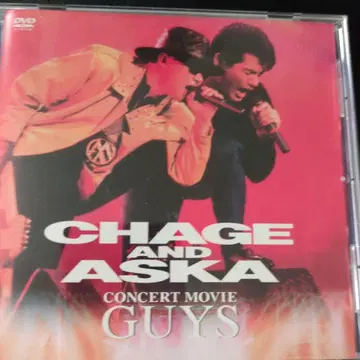 DVD
CHAGE
AND
ASKA
CONCERT MOVIE
GUYS